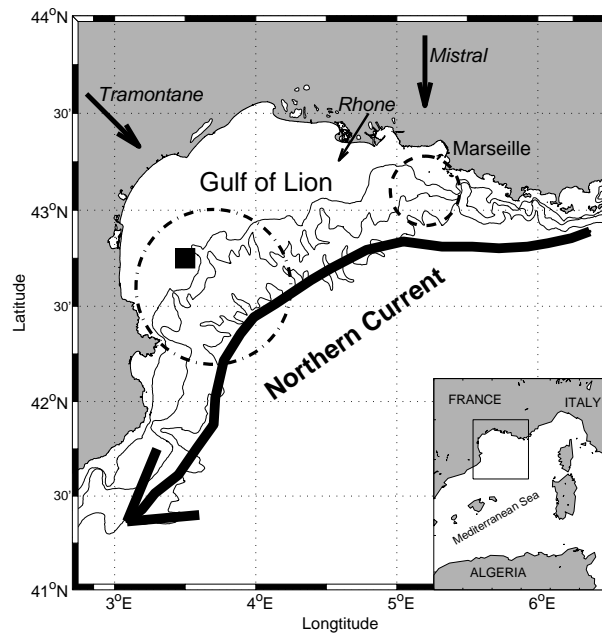 44°N
Mistral
Tramontane
30'
Rhone
Marseille
Gulf of Lion
43°N
Latitude
30'
Northern Current
42°N
FRANCE
ITALY
30'
Mediterranean Sea
ALGERIA
41°N
3°E
4°E
5°E
6°E
Longtitude